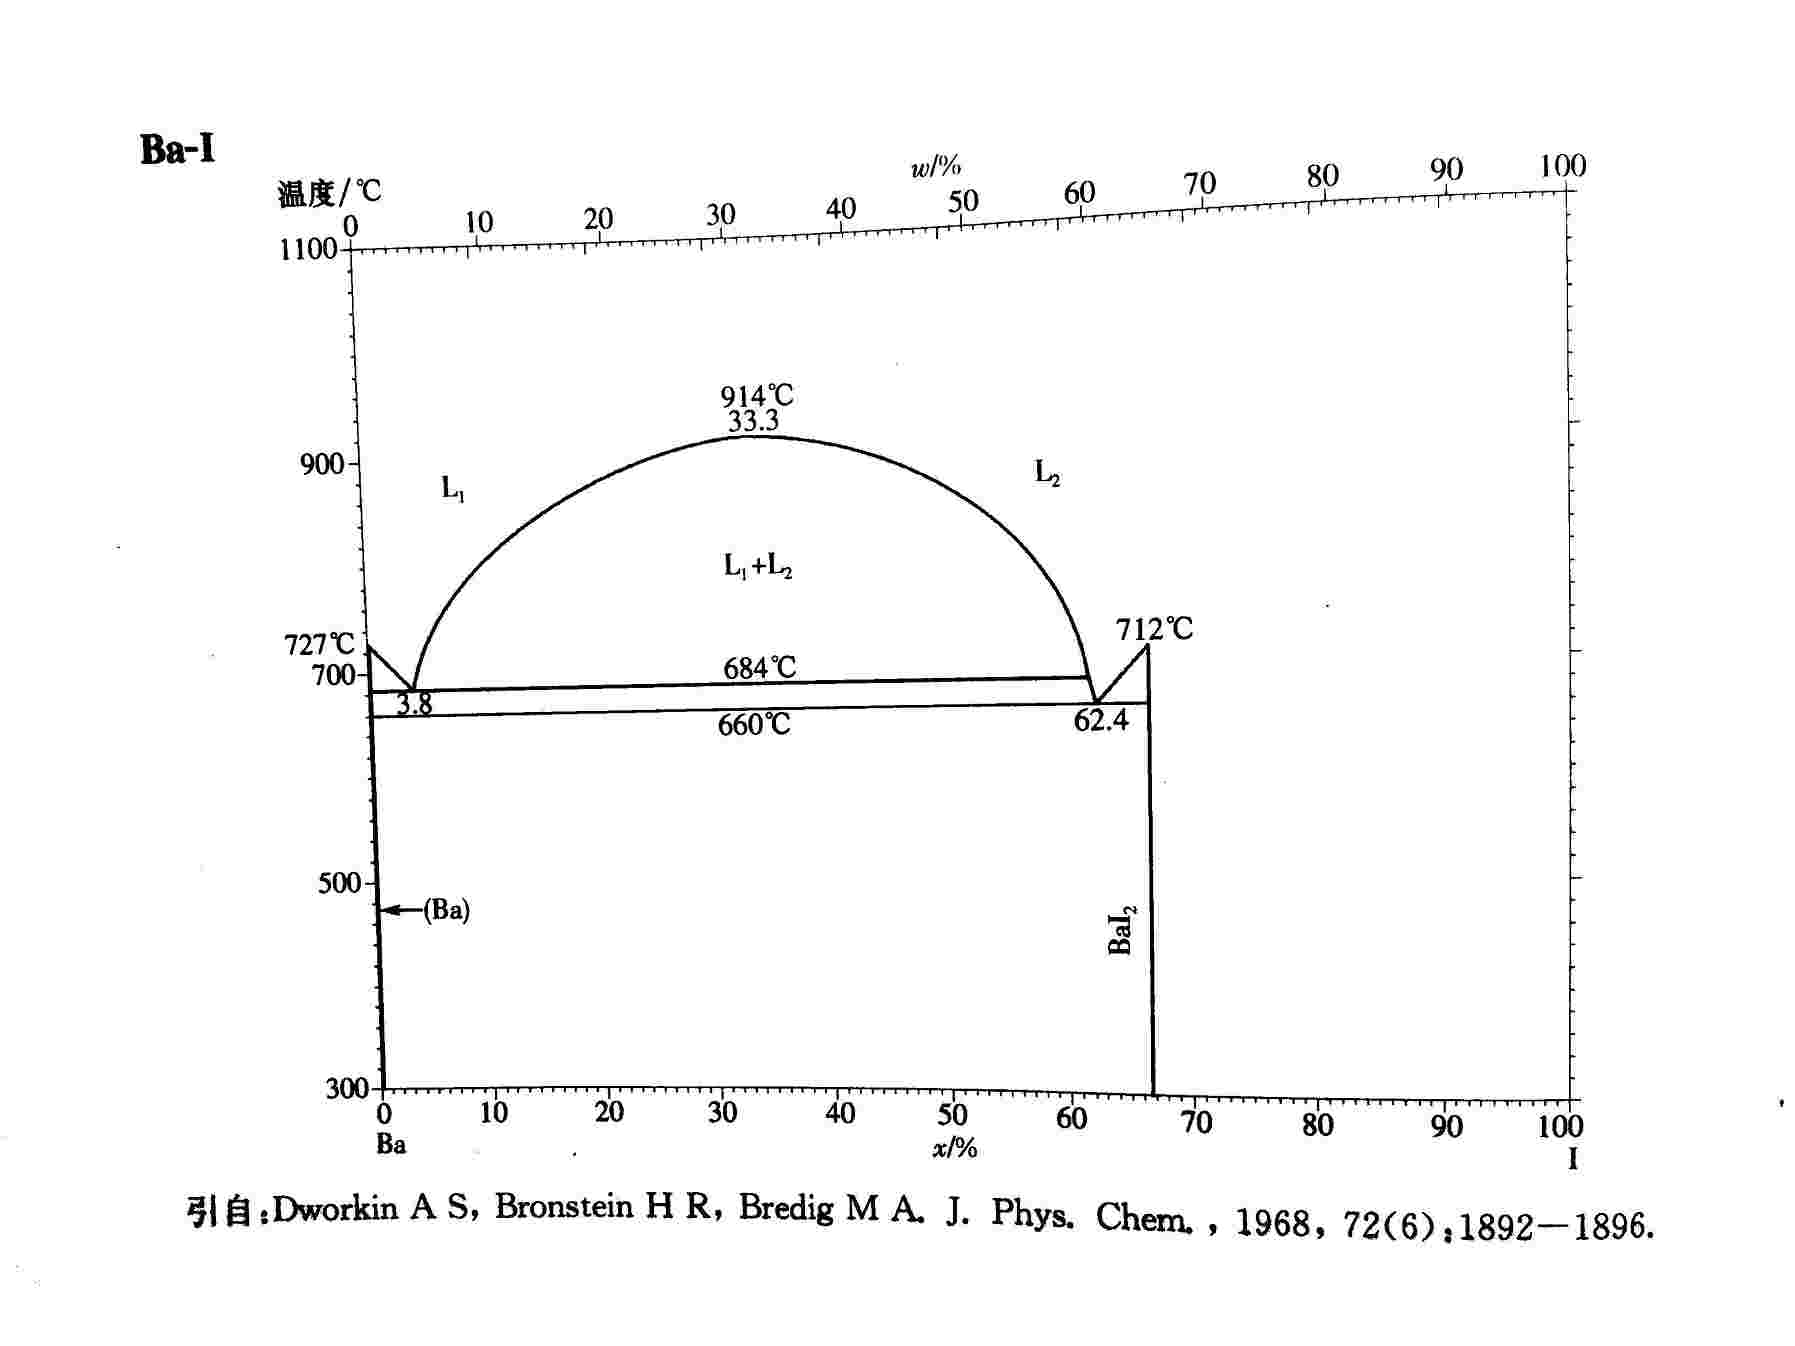 Ba-I
温度/℃
w/%
0 10 20 30 40 50 60 70 80 90 100
1100
914℃
33.3
900
L₁
L₂
L₁+L₂
727℃
712℃
700
684℃
3.8
660℃
62.4
500
(Ba)
BaI₂
300
0 10 20 30 40 50 60 70 80 90 100
Ba
x/%
I
引自:Dworkin A S, Bronstein H R, Bredig M A. J. Phys. Chem., 1968, 72(6):1892—1896.